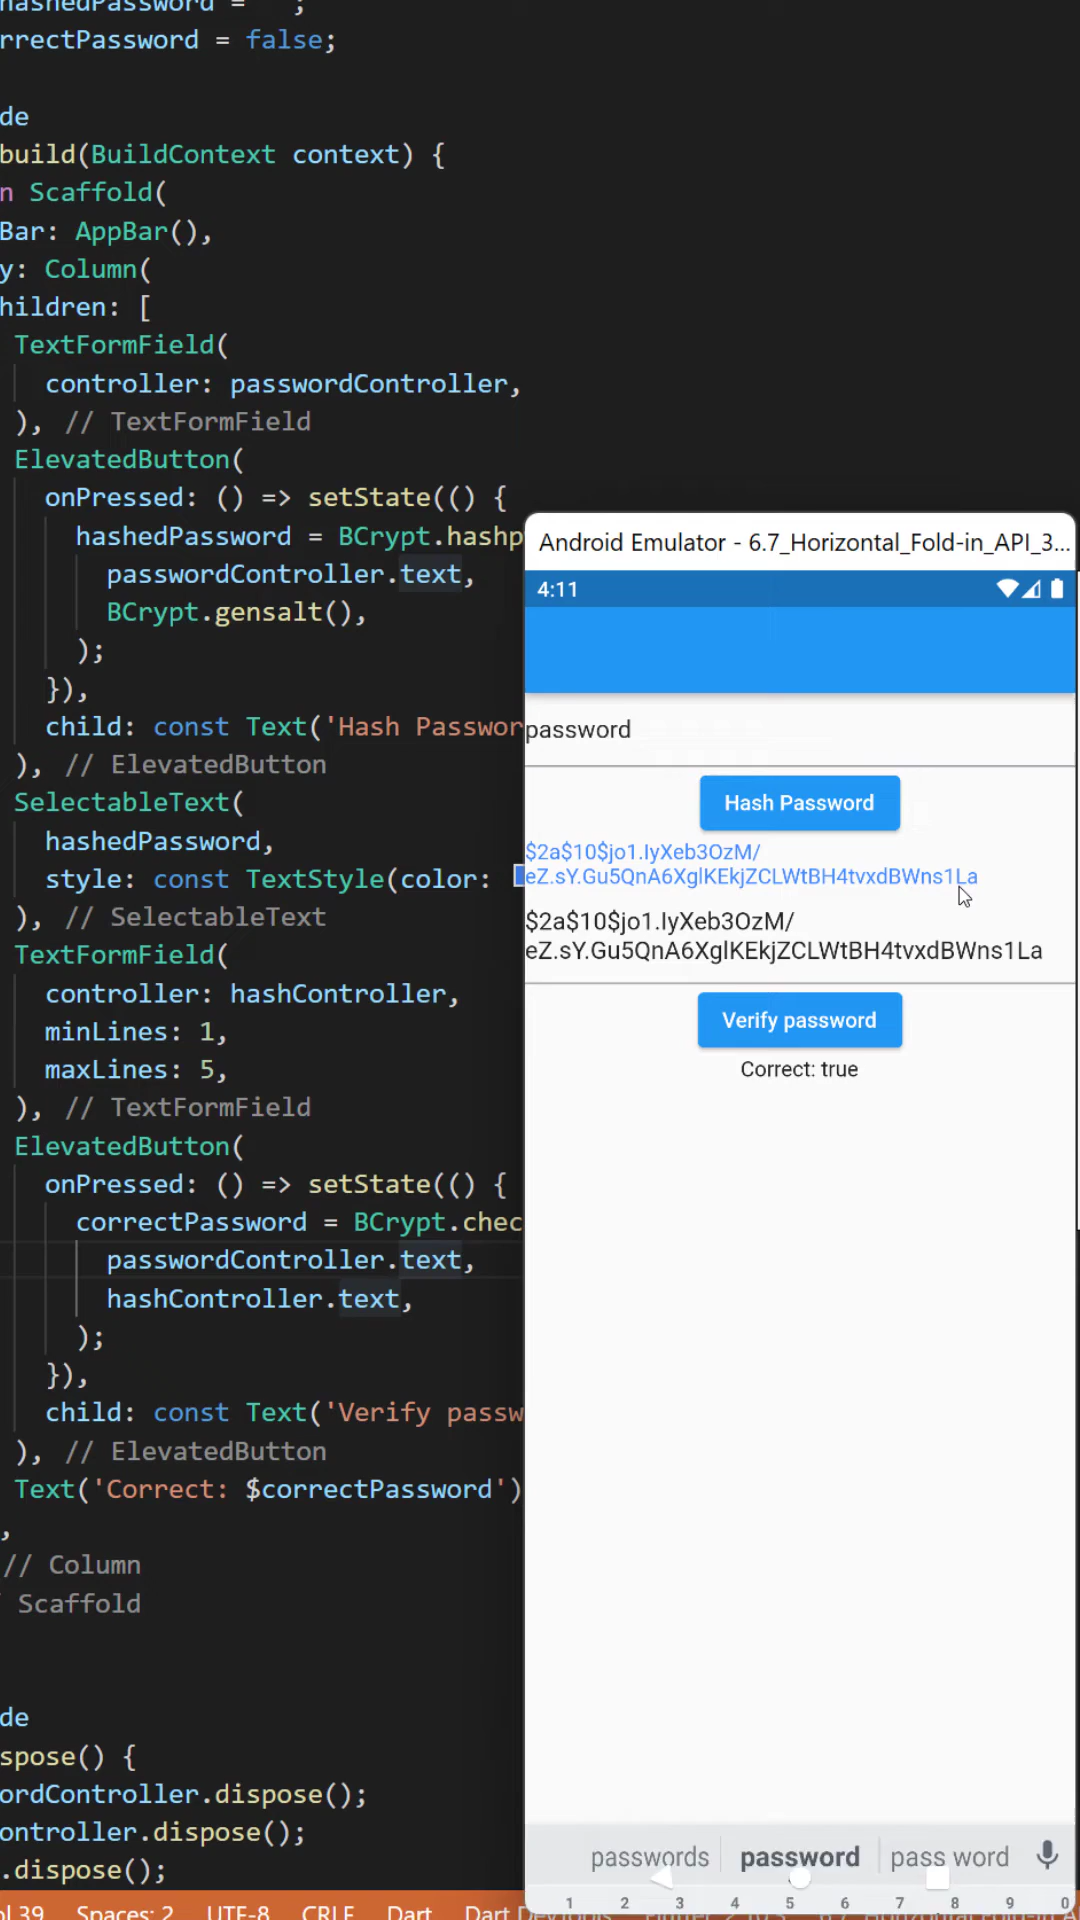 hashedPassword = '';
rrectPassword = false;
de
build(BuildContext context) {
n Scaffold(
Bar: AppBar(),
y: Column(
hildren: [
TextFormField(
controller: passwordController,
), // TextFormField
ElevatedButton(
onPressed: () => setState(() {
hashedPassword = BCrypt.hashp
passwordController.text,
BCrypt.gensalt(),
);
}),
child: const Text('Hash Passwor
), // ElevatedButton
SelectableText(
hashedPassword,
style: const TextStyle(color:
), // SelectableText
TextFormField(
controller: hashController,
minLines: 1,
maxLines: 5,
), // TextFormField
ElevatedButton(
onPressed: () => setState(() {
correctPassword = BCrypt.chec
passwordController.text,
hashController.text,
);
}),
child: const Text('Verify passw
), // ElevatedButton
Text('Correct: $correctPassword')
,
// Column
Scaffold
de
spose() {
ordController.dispose();
ontroller.dispose();
.dispose();
ol 39 Spaces: 2 UTF-8 CRLF Dart Dart DevTools
Android Emulator - 6.7_Horizontal_Fold-in_API_3...
4:11
password
Hash Password
$2a$10$jo1.IyXeb3OzM/
eZ.sY.Gu5QnA6XglKEkjZCLWtBH4tvxdBWns1La
$2a$10$jo1.IyXeb3OzM/
eZ.sY.Gu5QnA6XglKEkjZCLWtBH4tvxdBWns1La
Verify password
Correct: true
passwords password pass word
1 2 3 4 5 6 7 8 9 0